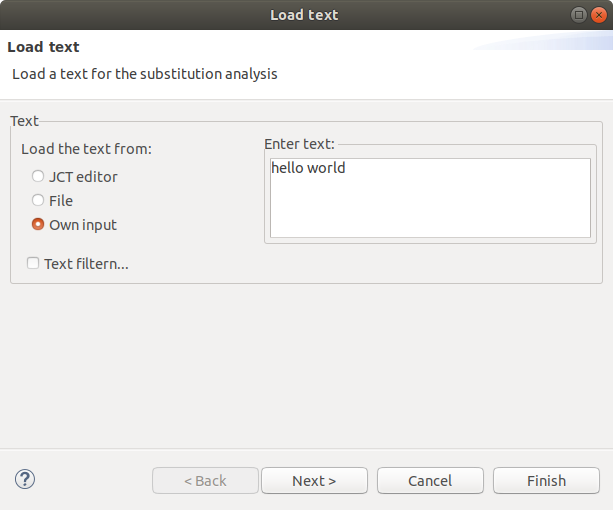 Load text
Load text
Load a text for the substitution analysis
Text
Load the text from:
JCT editor
File
Own input
Text filtern...
Enter text:
hello world
?
< Back
Next >
Cancel
Finish